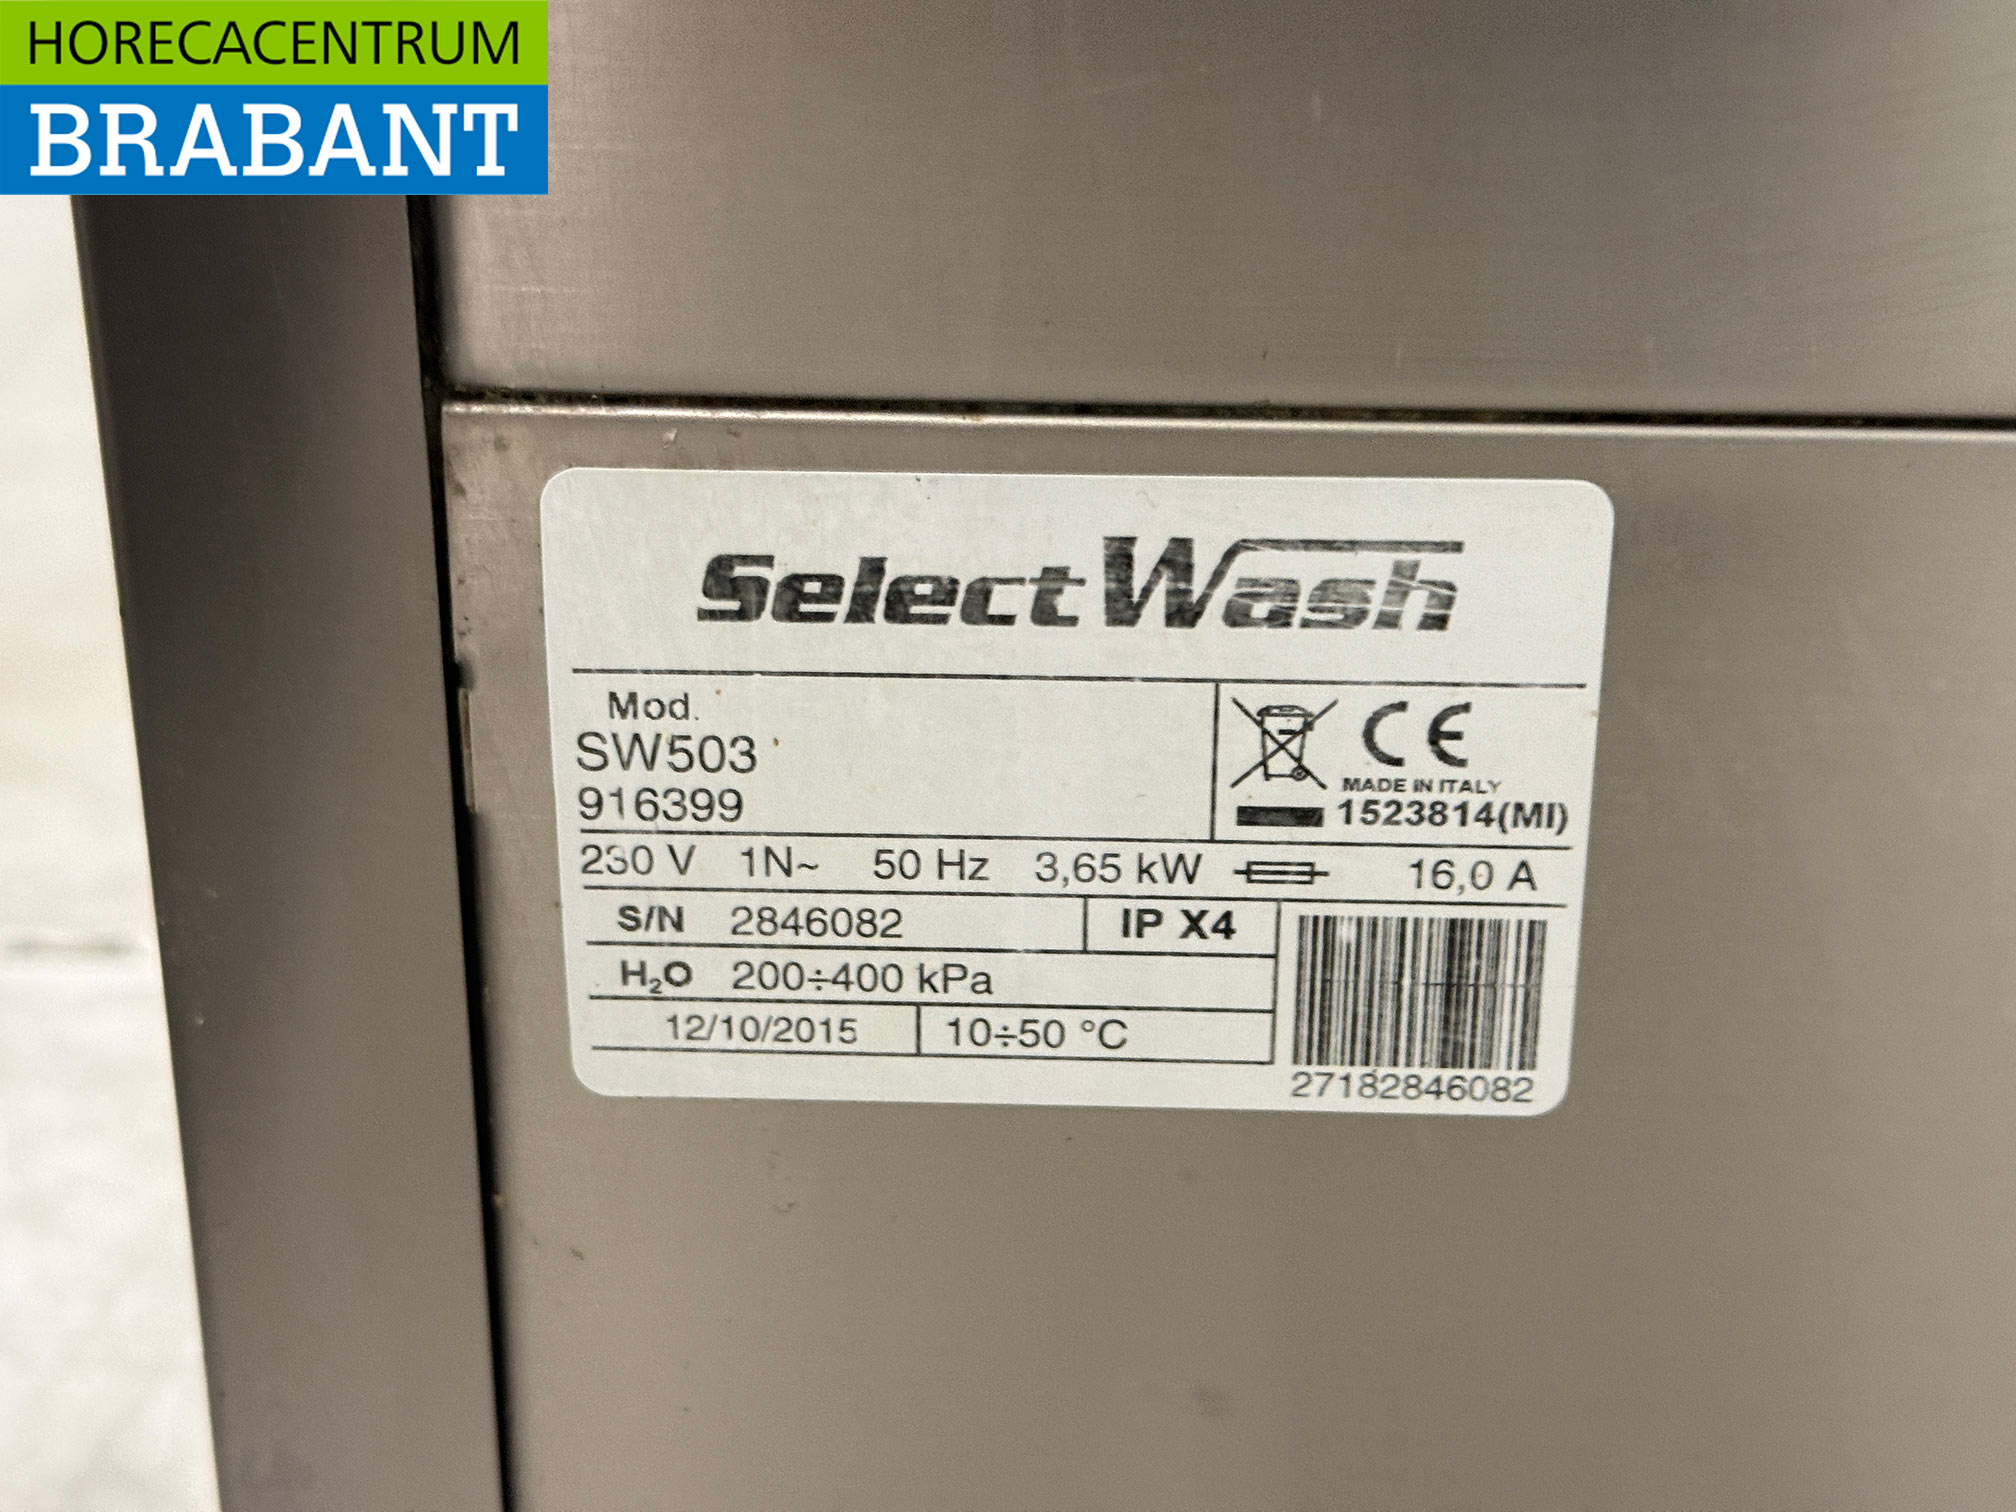 HORECACENTRUM
BRABANT
SelectWash
Mod.
SW503
916399
CE
MADE IN ITALY
1523814(MI)
230 V 1N~ 50 Hz 3,65 kW 16,0 A
S/N 2846082 IP X4
H₂O 200÷400 kPa
12/10/2015 10÷50 °C
27182846082